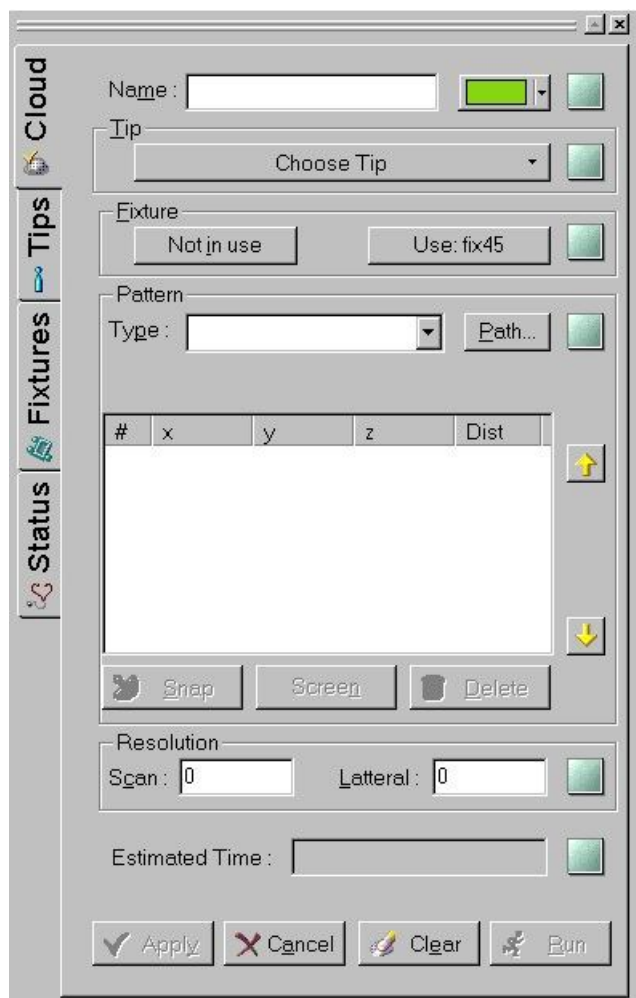 Cloud
Tips
Fixtures
Status
Name :
Tip
Choose Tip
Fixture
Not in use
Use: fix45
Pattern
Type :
Path...
# x y z Dist
Snap
Screen
Delete
Resolution
Scan : 0
Latteral : 0
Estimated Time :
Apply
Cancel
Clear
Run